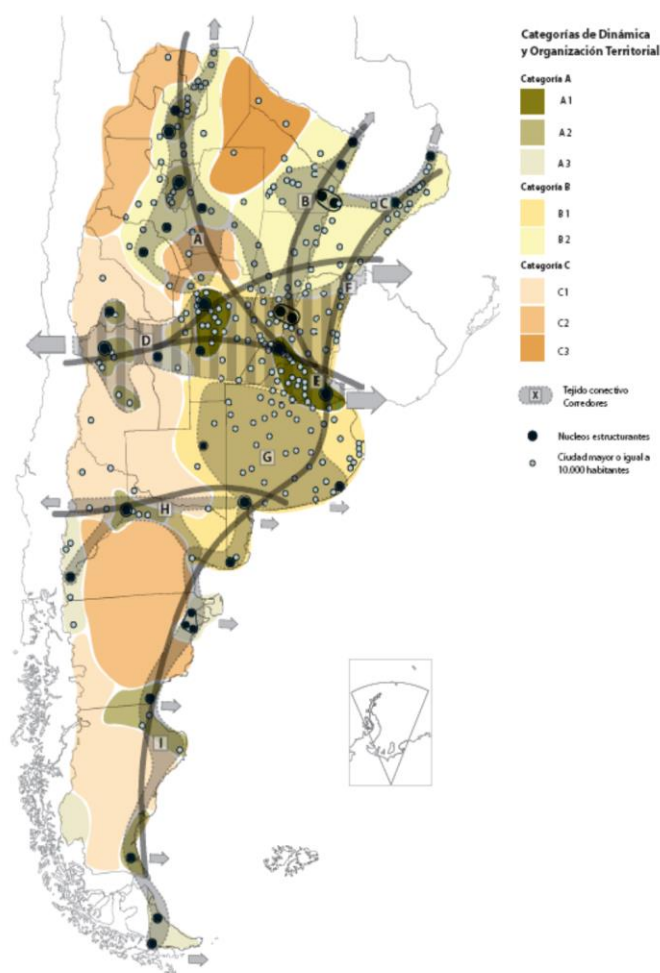 Categorías de Dinámica
y Organización Territorial
Categoría A
A 1
A 2
A 3
Categoría B
B 1
B 2
Categoría C
C1
C2
C3
X
Tejido conectivo
Corredores
Nucleos estructurantes
Ciudad mayor o igual a
10.000 habitantes
B
C
A
F
D
E
G
H
I